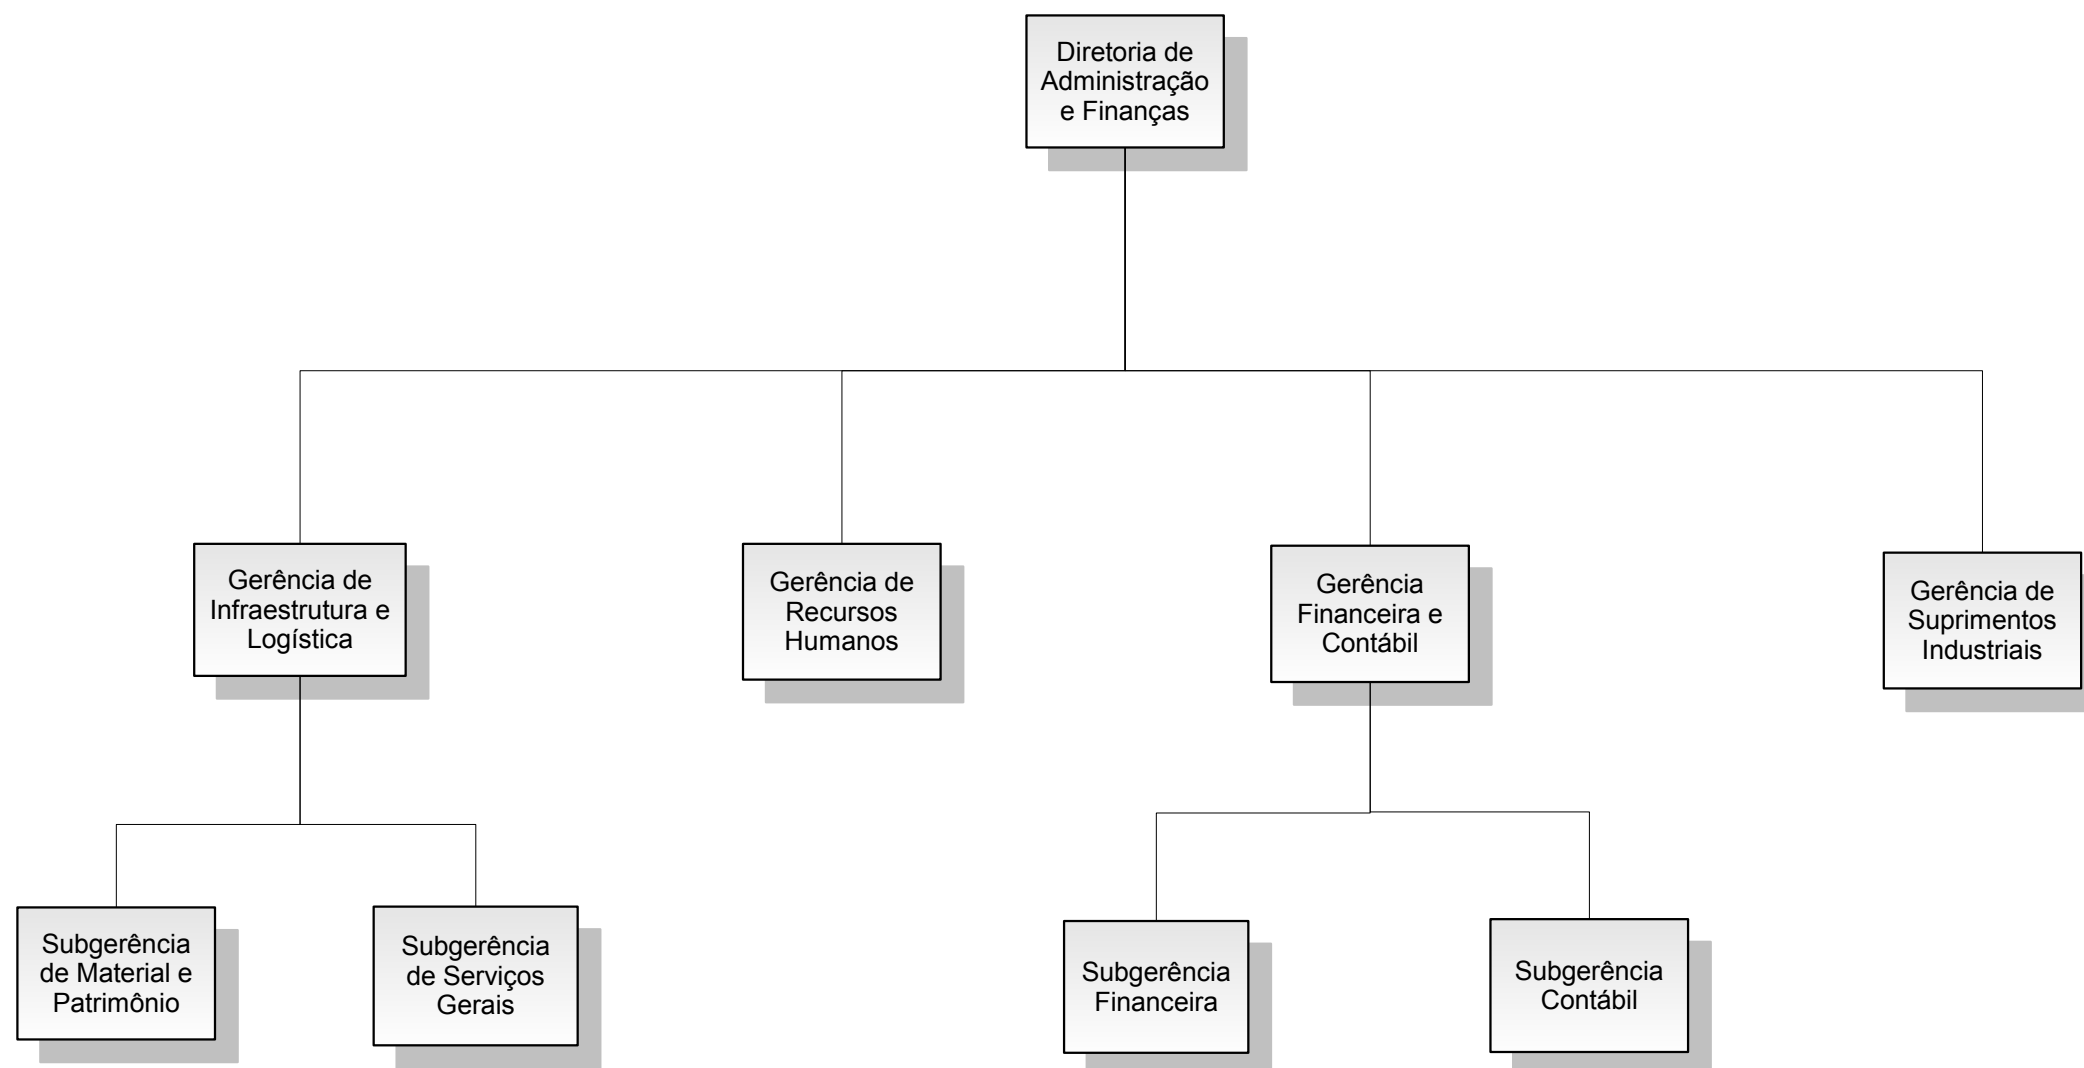 Diretoria de
Administração
e Finanças
Gerência de
Infraestrutura e
Logística
Gerência de
Recursos
Humanos
Gerência
Financeira e
Contábil
Gerência de
Suprimentos
Industriais
Subgerência
de Material e
Patrimônio
Subgerência
de Serviços
Gerais
Subgerência
Financeira
Subgerência
Contábil